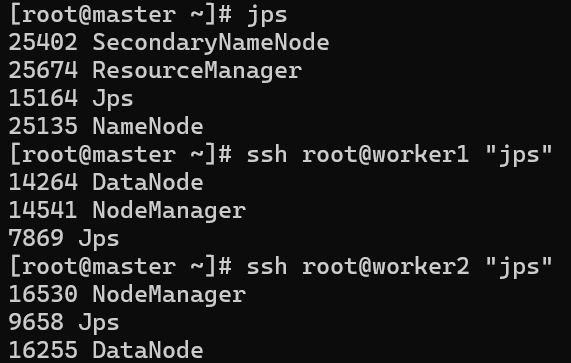 [root@master ~]# jps
25402 SecondaryNameNode
25674 ResourceManager
15164 Jps
25135 NameNode
[root@master ~]# ssh root@worker1 "jps"
14264 DataNode
14541 NodeManager
7869 Jps
[root@master ~]# ssh root@worker2 "jps"
16530 NodeManager
9658 Jps
16255 DataNode